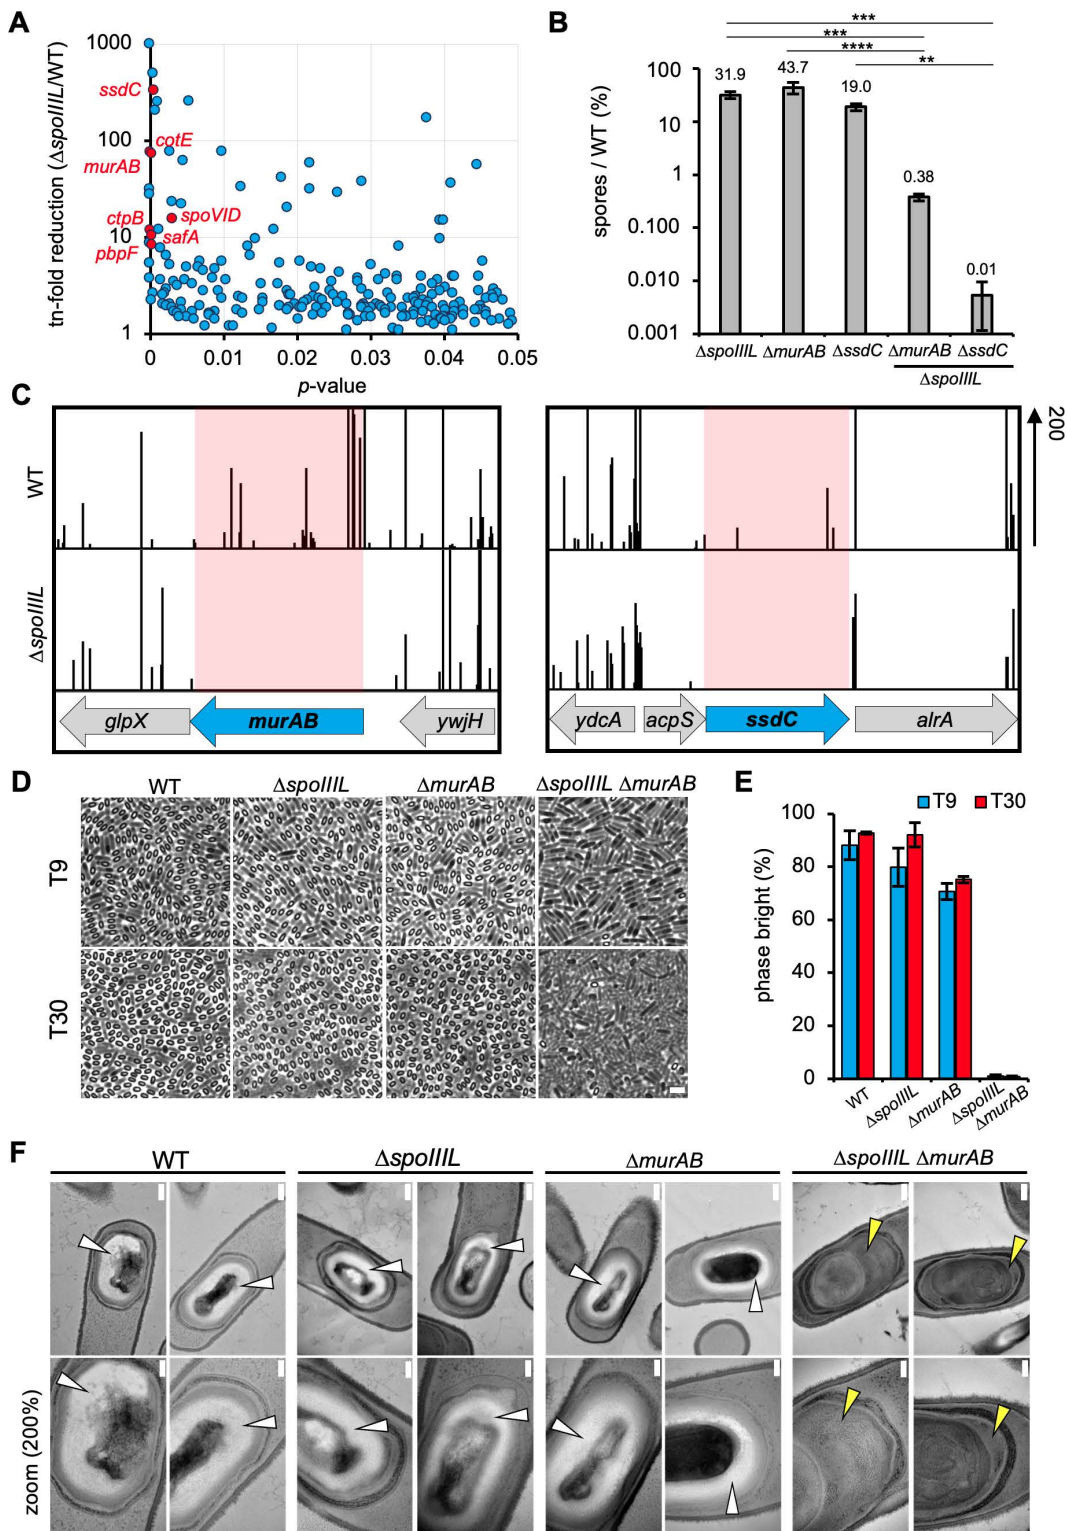 A
tn-fold reduction (ΔspoIIIL/WT)
1000
100
10
1
ssdC
cotE
murAB
ctpB
spoVID
safA
pbpF
0
0.01
0.02
0.03
0.04
0.05
p-value
B
spores / WT (%)
100
10
1
0.100
0.010
0.001
***
***
****
**
31.9
43.7
19.0
0.38
0.01
ΔspoIIIL
ΔmurAB
ΔssdC
ΔmurAB
ΔssdC
ΔspoIIIL
C
WT
ΔspoIIIL
200
glpX
murAB
ywjH
ydcA
acpS
ssdC
alrA
D
WT
ΔspoIIIL
ΔmurAB
ΔspoIIIL ΔmurAB
T9
T30
E
T9
T30
phase bright (%)
100
80
60
40
20
0
WT
ΔspoIIIL
ΔmurAB
ΔspoIIIL
ΔmurAB
F
WT
ΔspoIIIL
ΔmurAB
ΔspoIIIL ΔmurAB
zoom (200%)